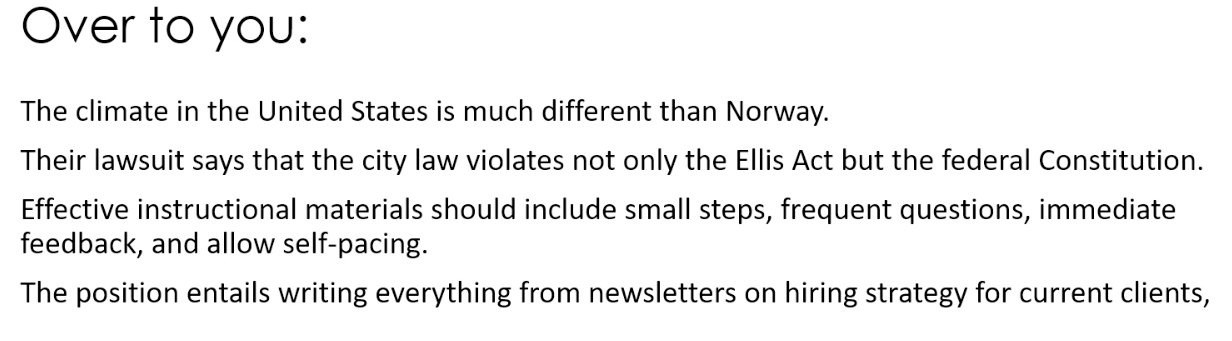 Over to you:
The climate in the United States is much different than Norway.
Their lawsuit says that the city law violates not only the Ellis Act but the federal Constitution.
Effective instructional materials should include small steps, frequent questions, immediate
feedback, and allow self-pacing.
The position entails writing everything from newsletters on hiring strategy for current clients,